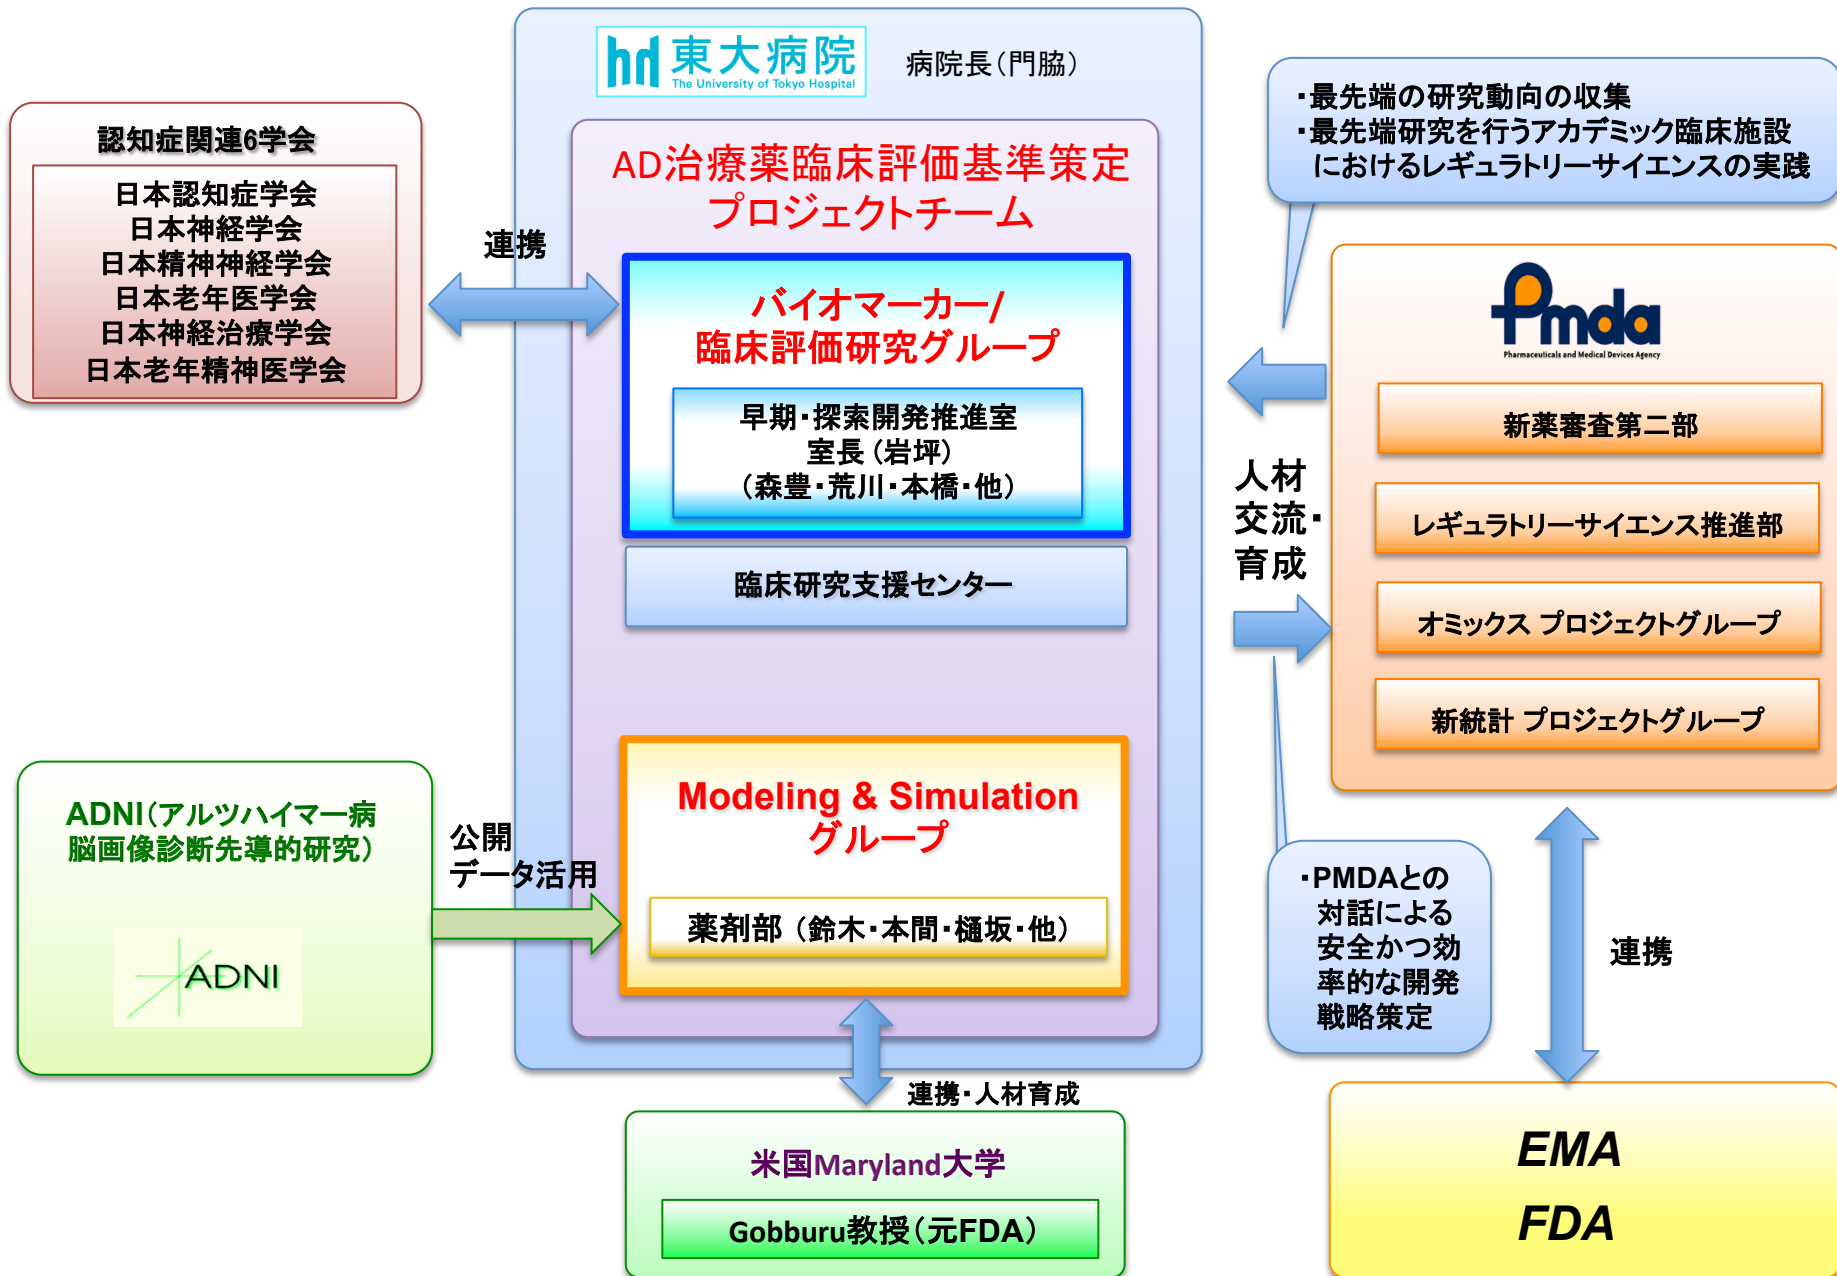 東大病院
The University of Tokyo Hospital
病院長（門脇）
認知症関連6学会
日本認知症学会
日本神経学会
日本精神神経学会
日本老年医学会
日本神経治療学会
日本老年精神医学会
連携
AD治療薬臨床評価基準策定
プロジェクトチーム
バイオマーカー/
臨床評価研究グループ
早期・探索開発推進室
室長（岩坪）
（森豊・荒川・本橋・他）
臨床研究支援センター
Modeling & Simulation
グループ
薬剤部（鈴木・本間・樋坂・他）
ADNI（アルツハイマー病
脳画像診断先導的研究）
ADNI
公開
データ活用
連携・人材育成
米国Maryland大学
Gobburu教授（元FDA）
・最先端の研究動向の収集
・最先端研究を行うアカデミック臨床施設
におけるレギュラトリーサイエンスの実践
Pmda
Pharmaceuticals and Medical Devices Agency
新薬審査第二部
レギュラトリーサイエンス推進部
オミックス プロジェクトグループ
新統計 プロジェクトグループ
人材
交流・
育成
・PMDAとの
対話による
安全かつ効
率的な開発
戦略策定
連携
EMA
FDA